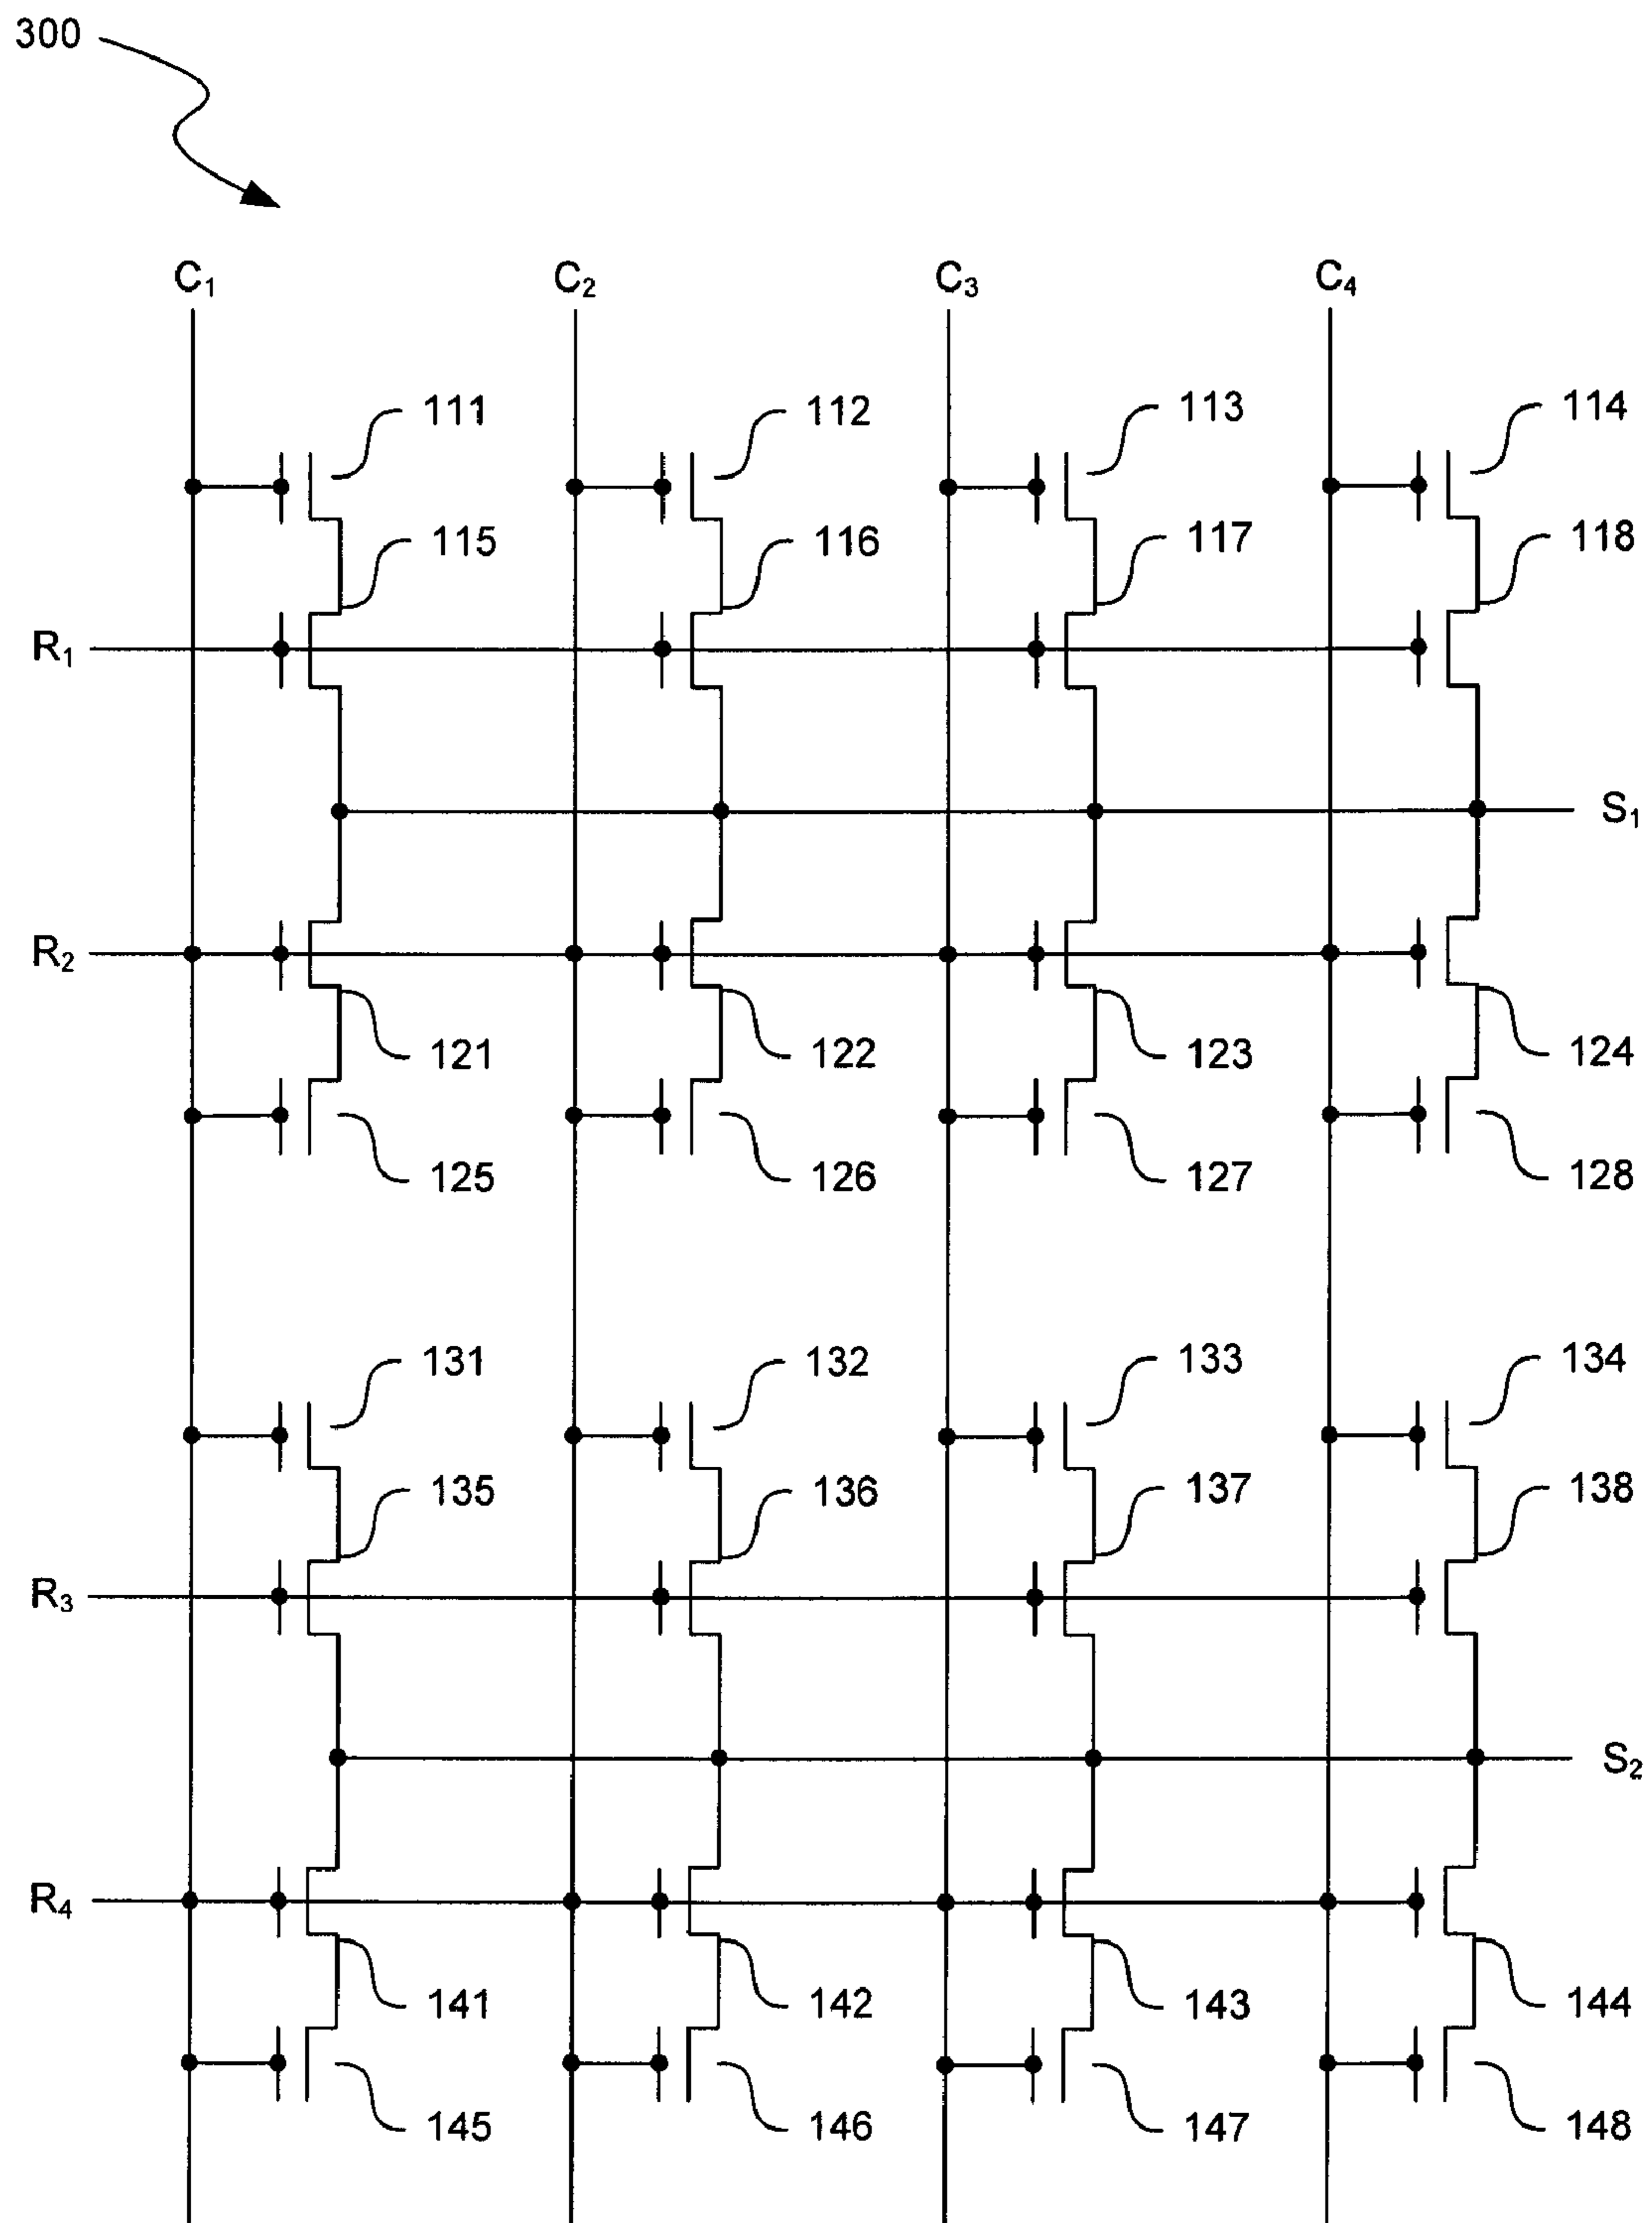 300
C₁ C₂ C₃ C₄
111 112 113 114
115 116 117 118
R₁
S₁
R₂
121 122 123 124
125 126 127 128
131 132 133 134
135 136 137 138
R₃
S₂
R₄
141 142 143 144
145 146 147 148